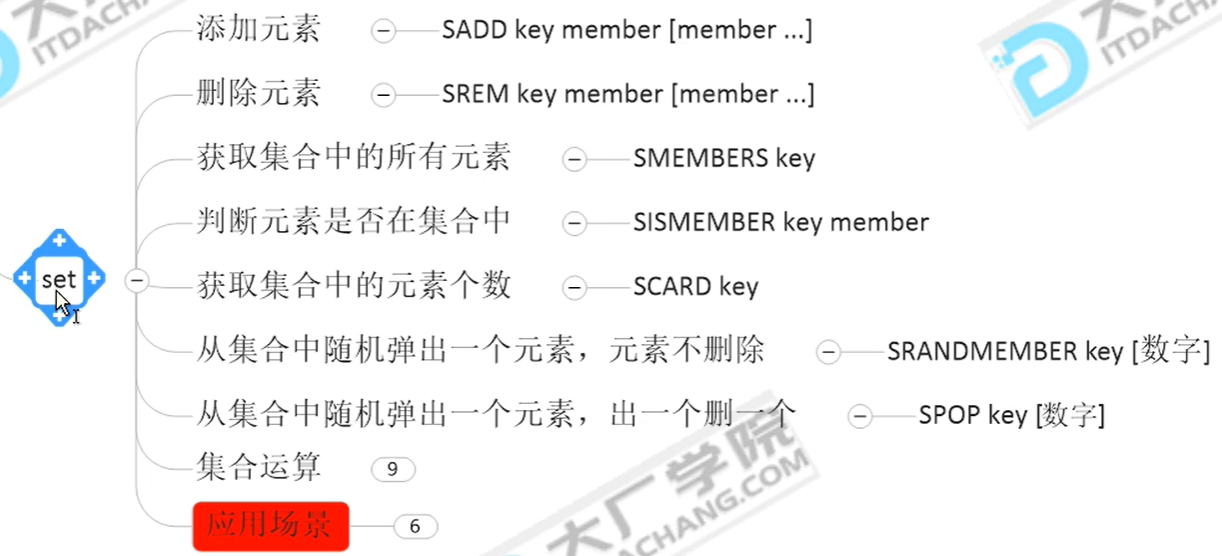 添加元素 SADD key member [member ...]
删除元素 SREM key member [member ...]
获取集合中的所有元素 SMEMBERS key
判断元素是否在集合中 SISMEMBER key member
set
获取集合中的元素个数 SCARD key
从集合中随机弹出一个元素，元素不删除 SRANDMEMBER key [数字]
从集合中随机弹出一个元素，出一个删一个 SPOP key [数字]
集合运算 9
应用场景 6
大厂学院
ITDACH
ITDACH
DACHANG.COM